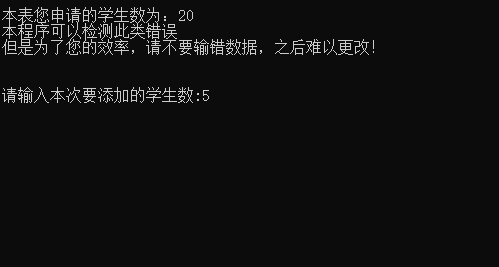 本表您申请的学生数为：20
本程序可以检测此类错误
但是为了您的效率，请不要输错数据，之后难以更改!
请输入本次要添加的学生数:5